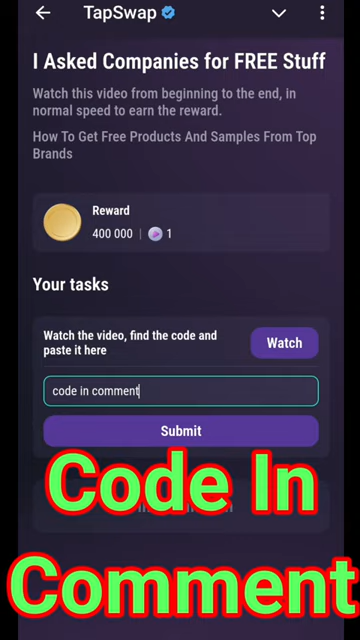 TapSwap
I Asked Companies for FREE Stuff
Watch this video from beginning to the end, in
normal speed to earn the reward.
How To Get Free Products And Samples From Top
Brands
Reward
400 000 | 1
Your tasks
Watch the video, find the code and
paste it here
Watch
code in comment
Submit
Code In
Comment